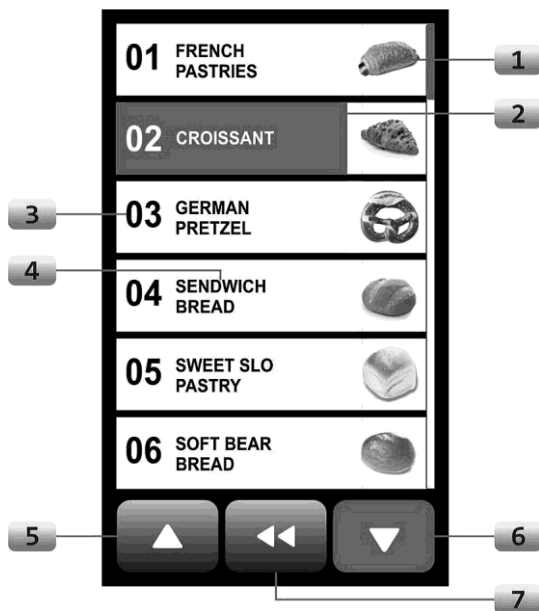 01 FRENCH
PASTRIES
1
2
02 CROISSANT
3
03 GERMAN
PRETZEL
4
04 SENDWICH
BREAD
05 SWEET SLO
PASTRY
06 SOFT BEAR
BREAD
5
6
7